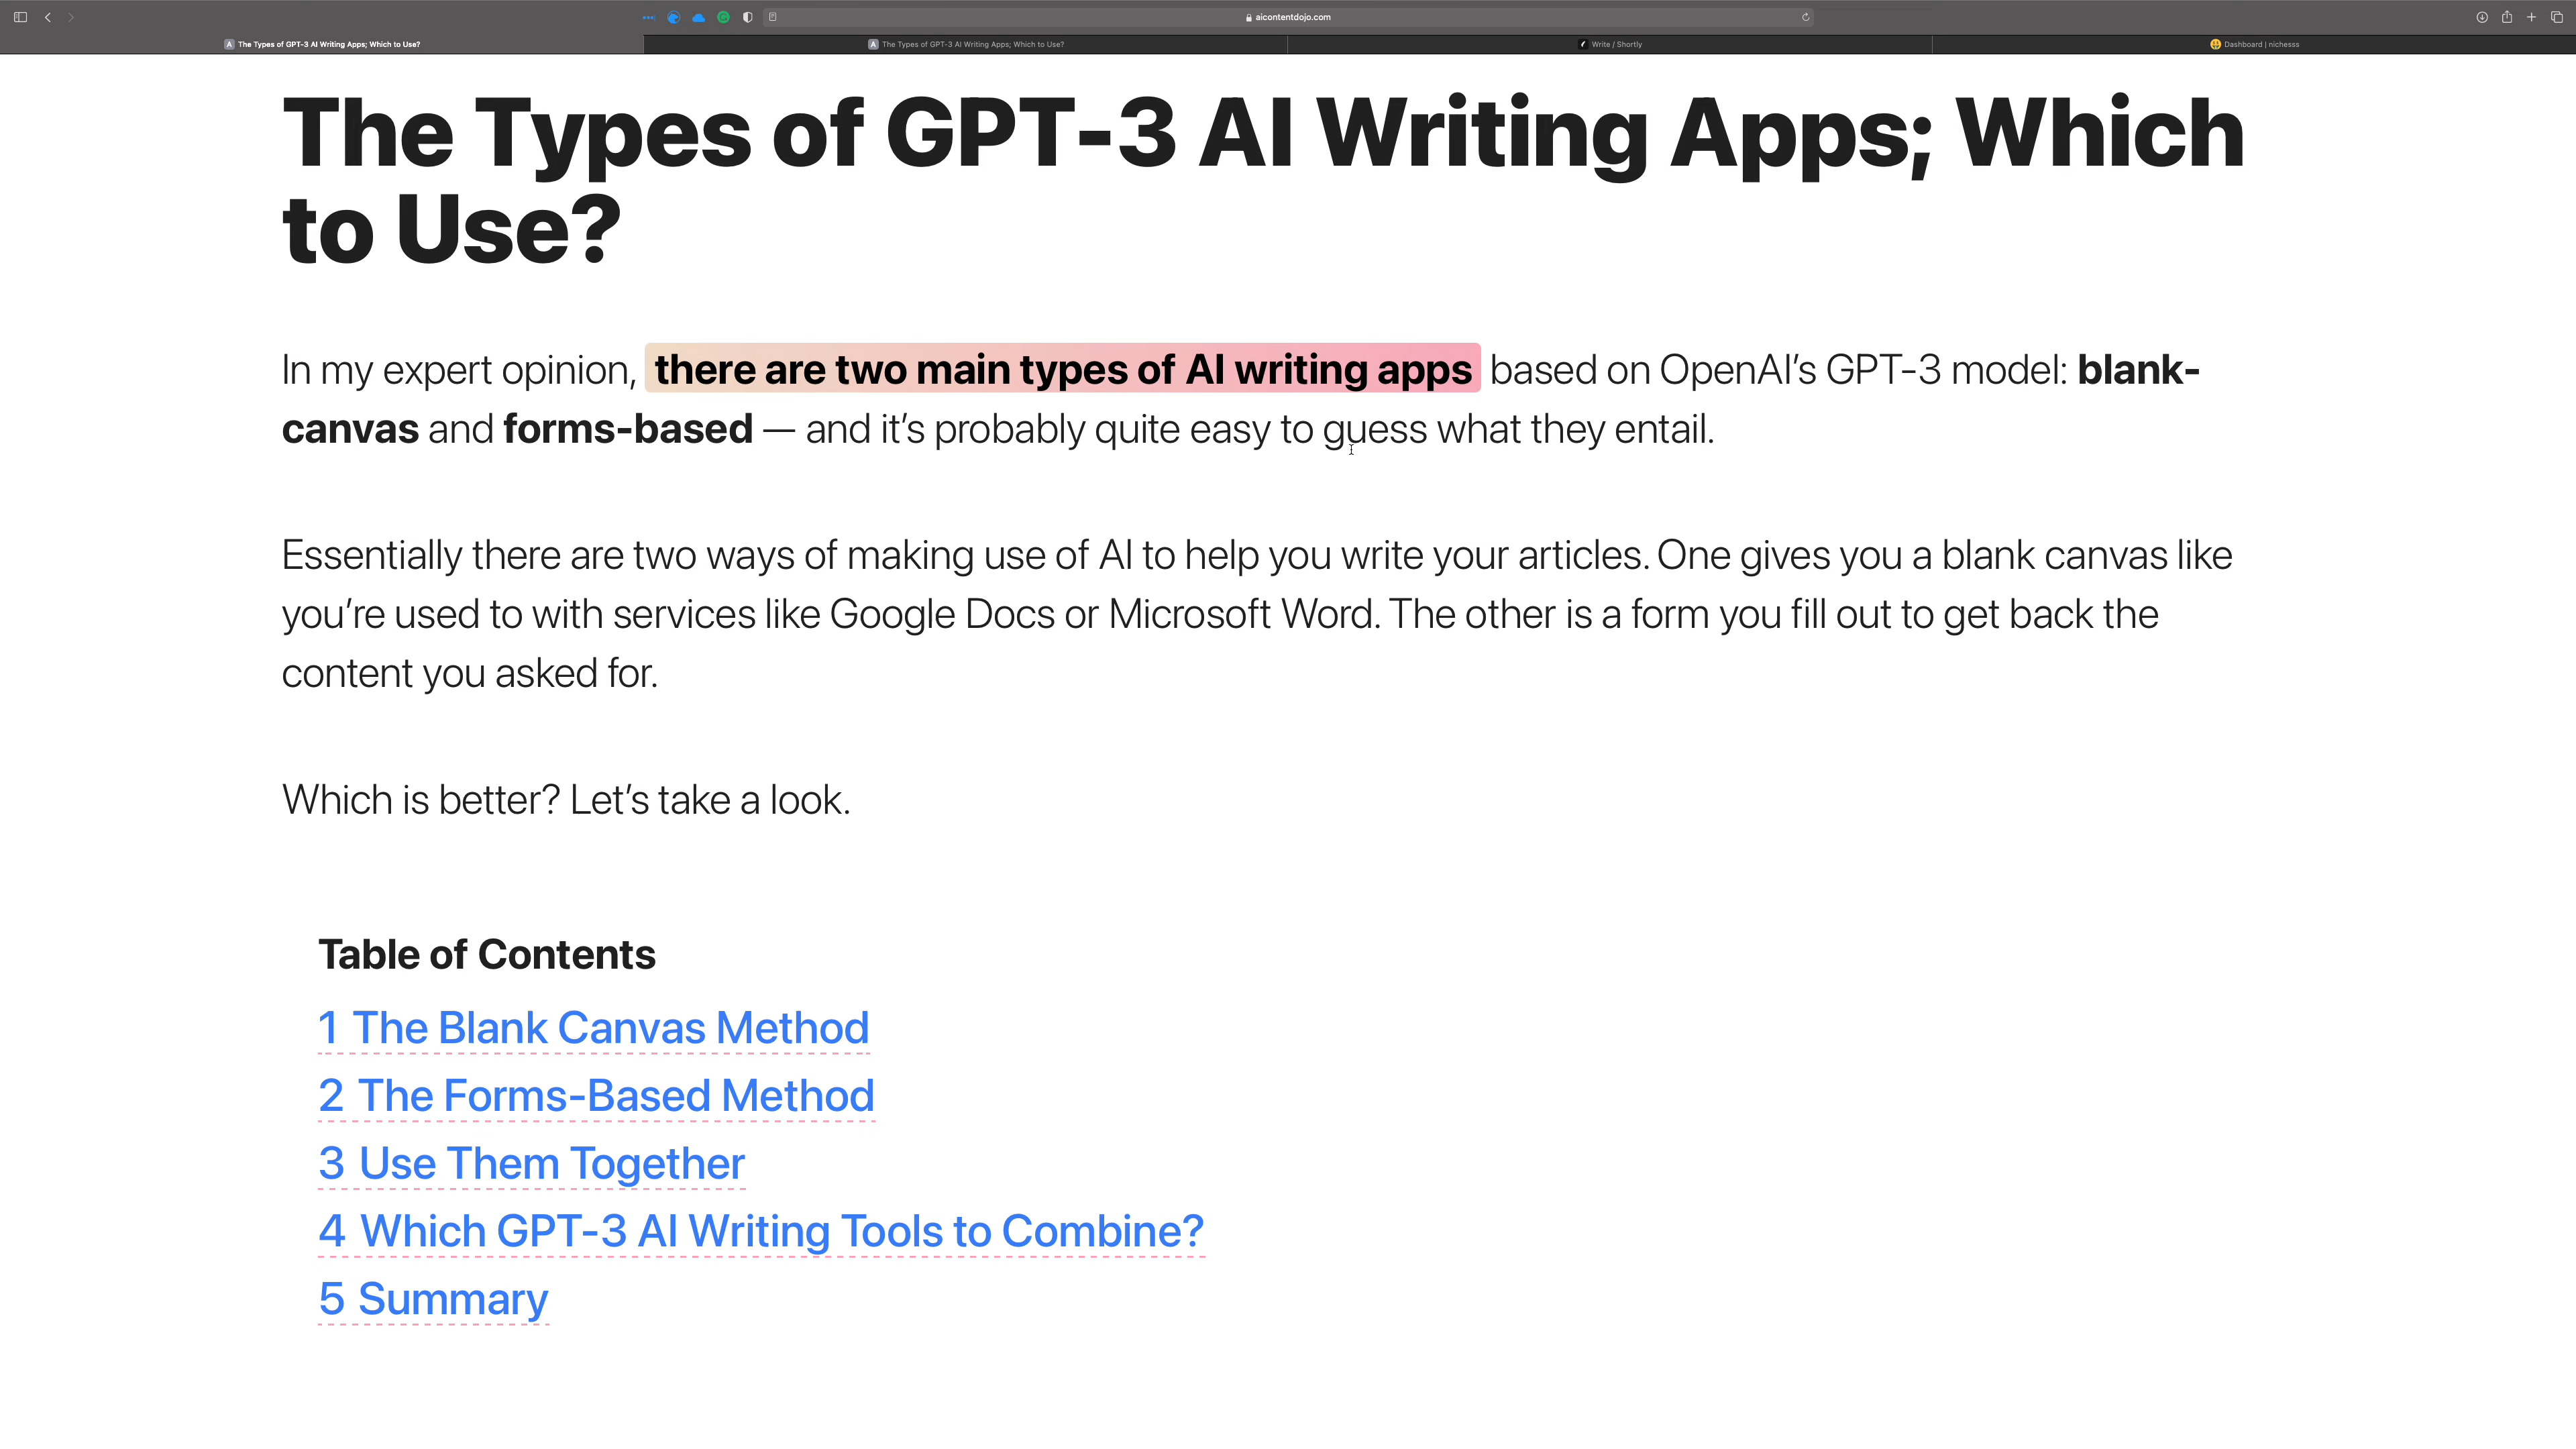 aicontentdojo.com
The Types of GPT-3 AI Writing Apps; Which to Use?
The Types of GPT-3 AI Writing Apps; Which to Use?
Write / Shortly
Dashboard | nichesss
The Types of GPT-3 AI Writing Apps; Which
to Use?
In my expert opinion, there are two main types of AI writing apps based on OpenAI’s GPT-3 model: blank-
canvas and forms-based — and it’s probably quite easy to guess what they entail.
Essentially there are two ways of making use of AI to help you write your articles. One gives you a blank canvas like
you’re used to with services like Google Docs or Microsoft Word. The other is a form you fill out to get back the
content you asked for.
Which is better? Let’s take a look.
Table of Contents
1 The Blank Canvas Method
2 The Forms-Based Method
3 Use Them Together
4 Which GPT-3 AI Writing Tools to Combine?
5 Summary